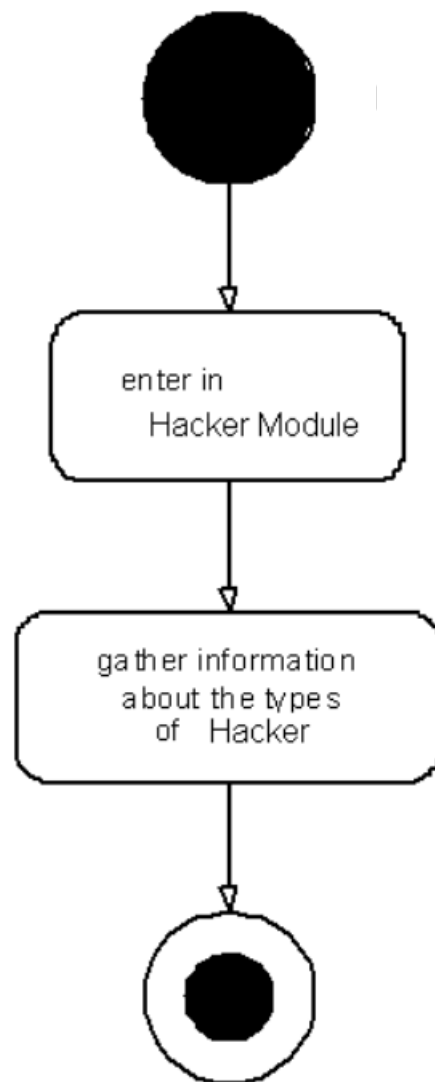 enter in
Hacker Module
gather information
about the types
of Hacker